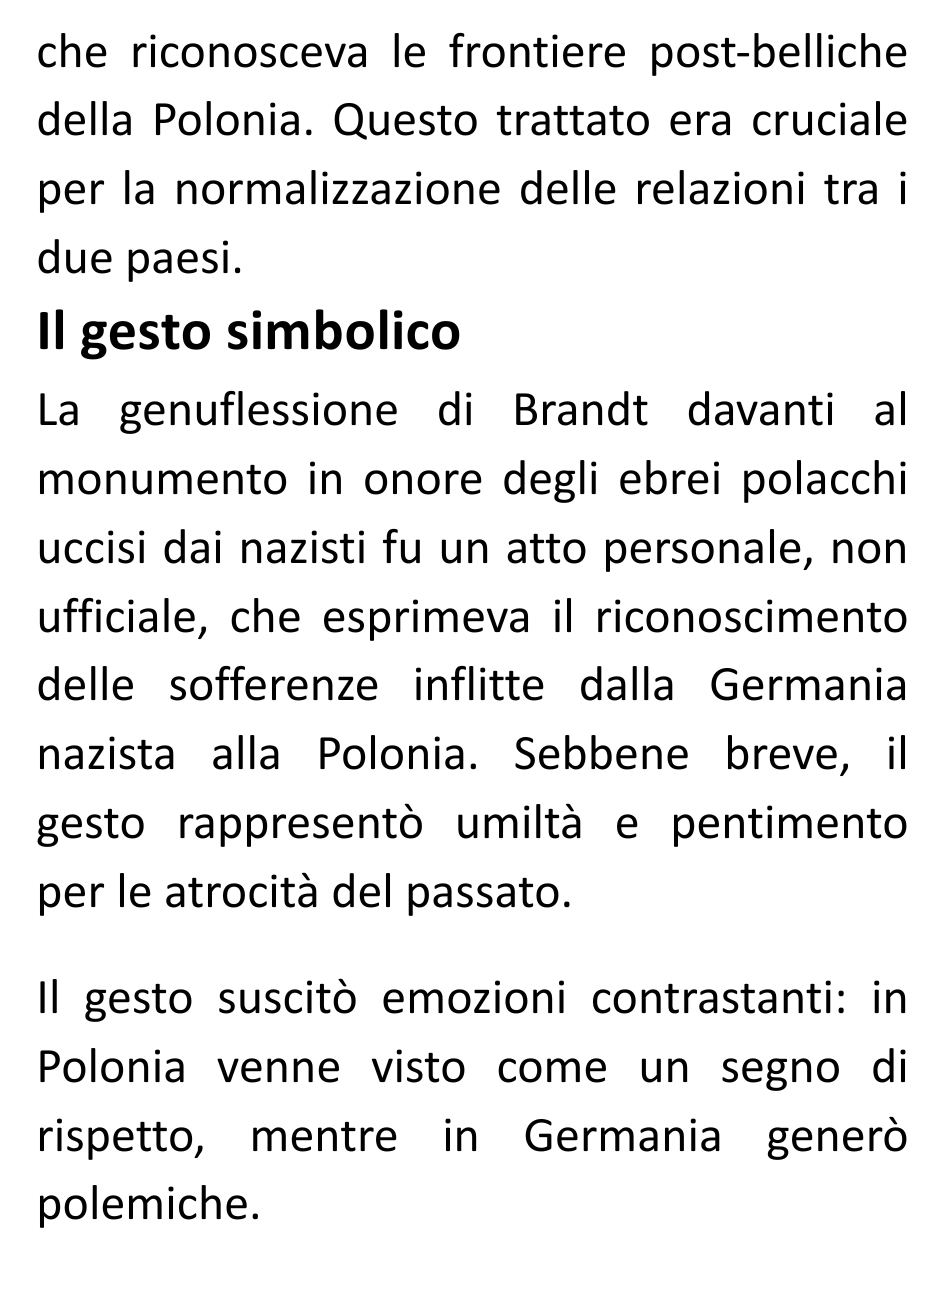 che riconosceva le frontiere post-belliche
della Polonia. Questo trattato era cruciale
per la normalizzazione delle relazioni tra i
due paesi.
Il gesto simbolico
La genuflessione di Brandt davanti al
monumento in onore degli ebrei polacchi
uccisi dai nazisti fu un atto personale, non
ufficiale, che esprimeva il riconoscimento
delle sofferenze inflitte dalla Germania
nazista alla Polonia. Sebbene breve, il
gesto rappresentò umiltà e pentimento
per le atrocità del passato.
Il gesto suscitò emozioni contrastanti: in
Polonia venne visto come un segno di
rispetto, mentre in Germania generò
polemiche.